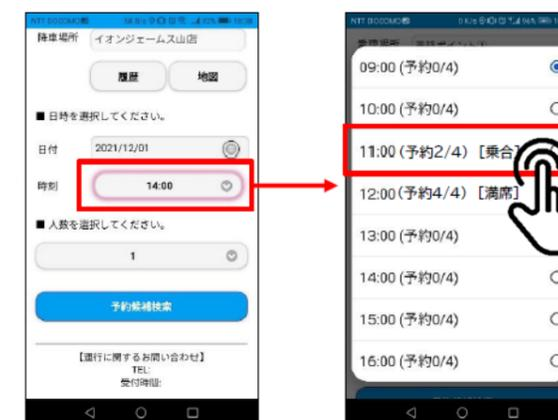 NTT DOCOMO
降車場所
イオンジェームス山店
履歴
地図
■ 日時を選択してください。
日付
2021/12/01
時刻
14:00
■ 人数を選択してください。
1
予約候補検索
【運行に関するお問い合わせ】
TEL:
受付時間:
NTT DOCOMO
09:00 (予約0/4)
10:00 (予約0/4)
11:00 (予約2/4) [乗合]
12:00 (予約4/4) [満席]
13:00 (予約0/4)
14:00 (予約0/4)
15:00 (予約0/4)
16:00 (予約0/4)